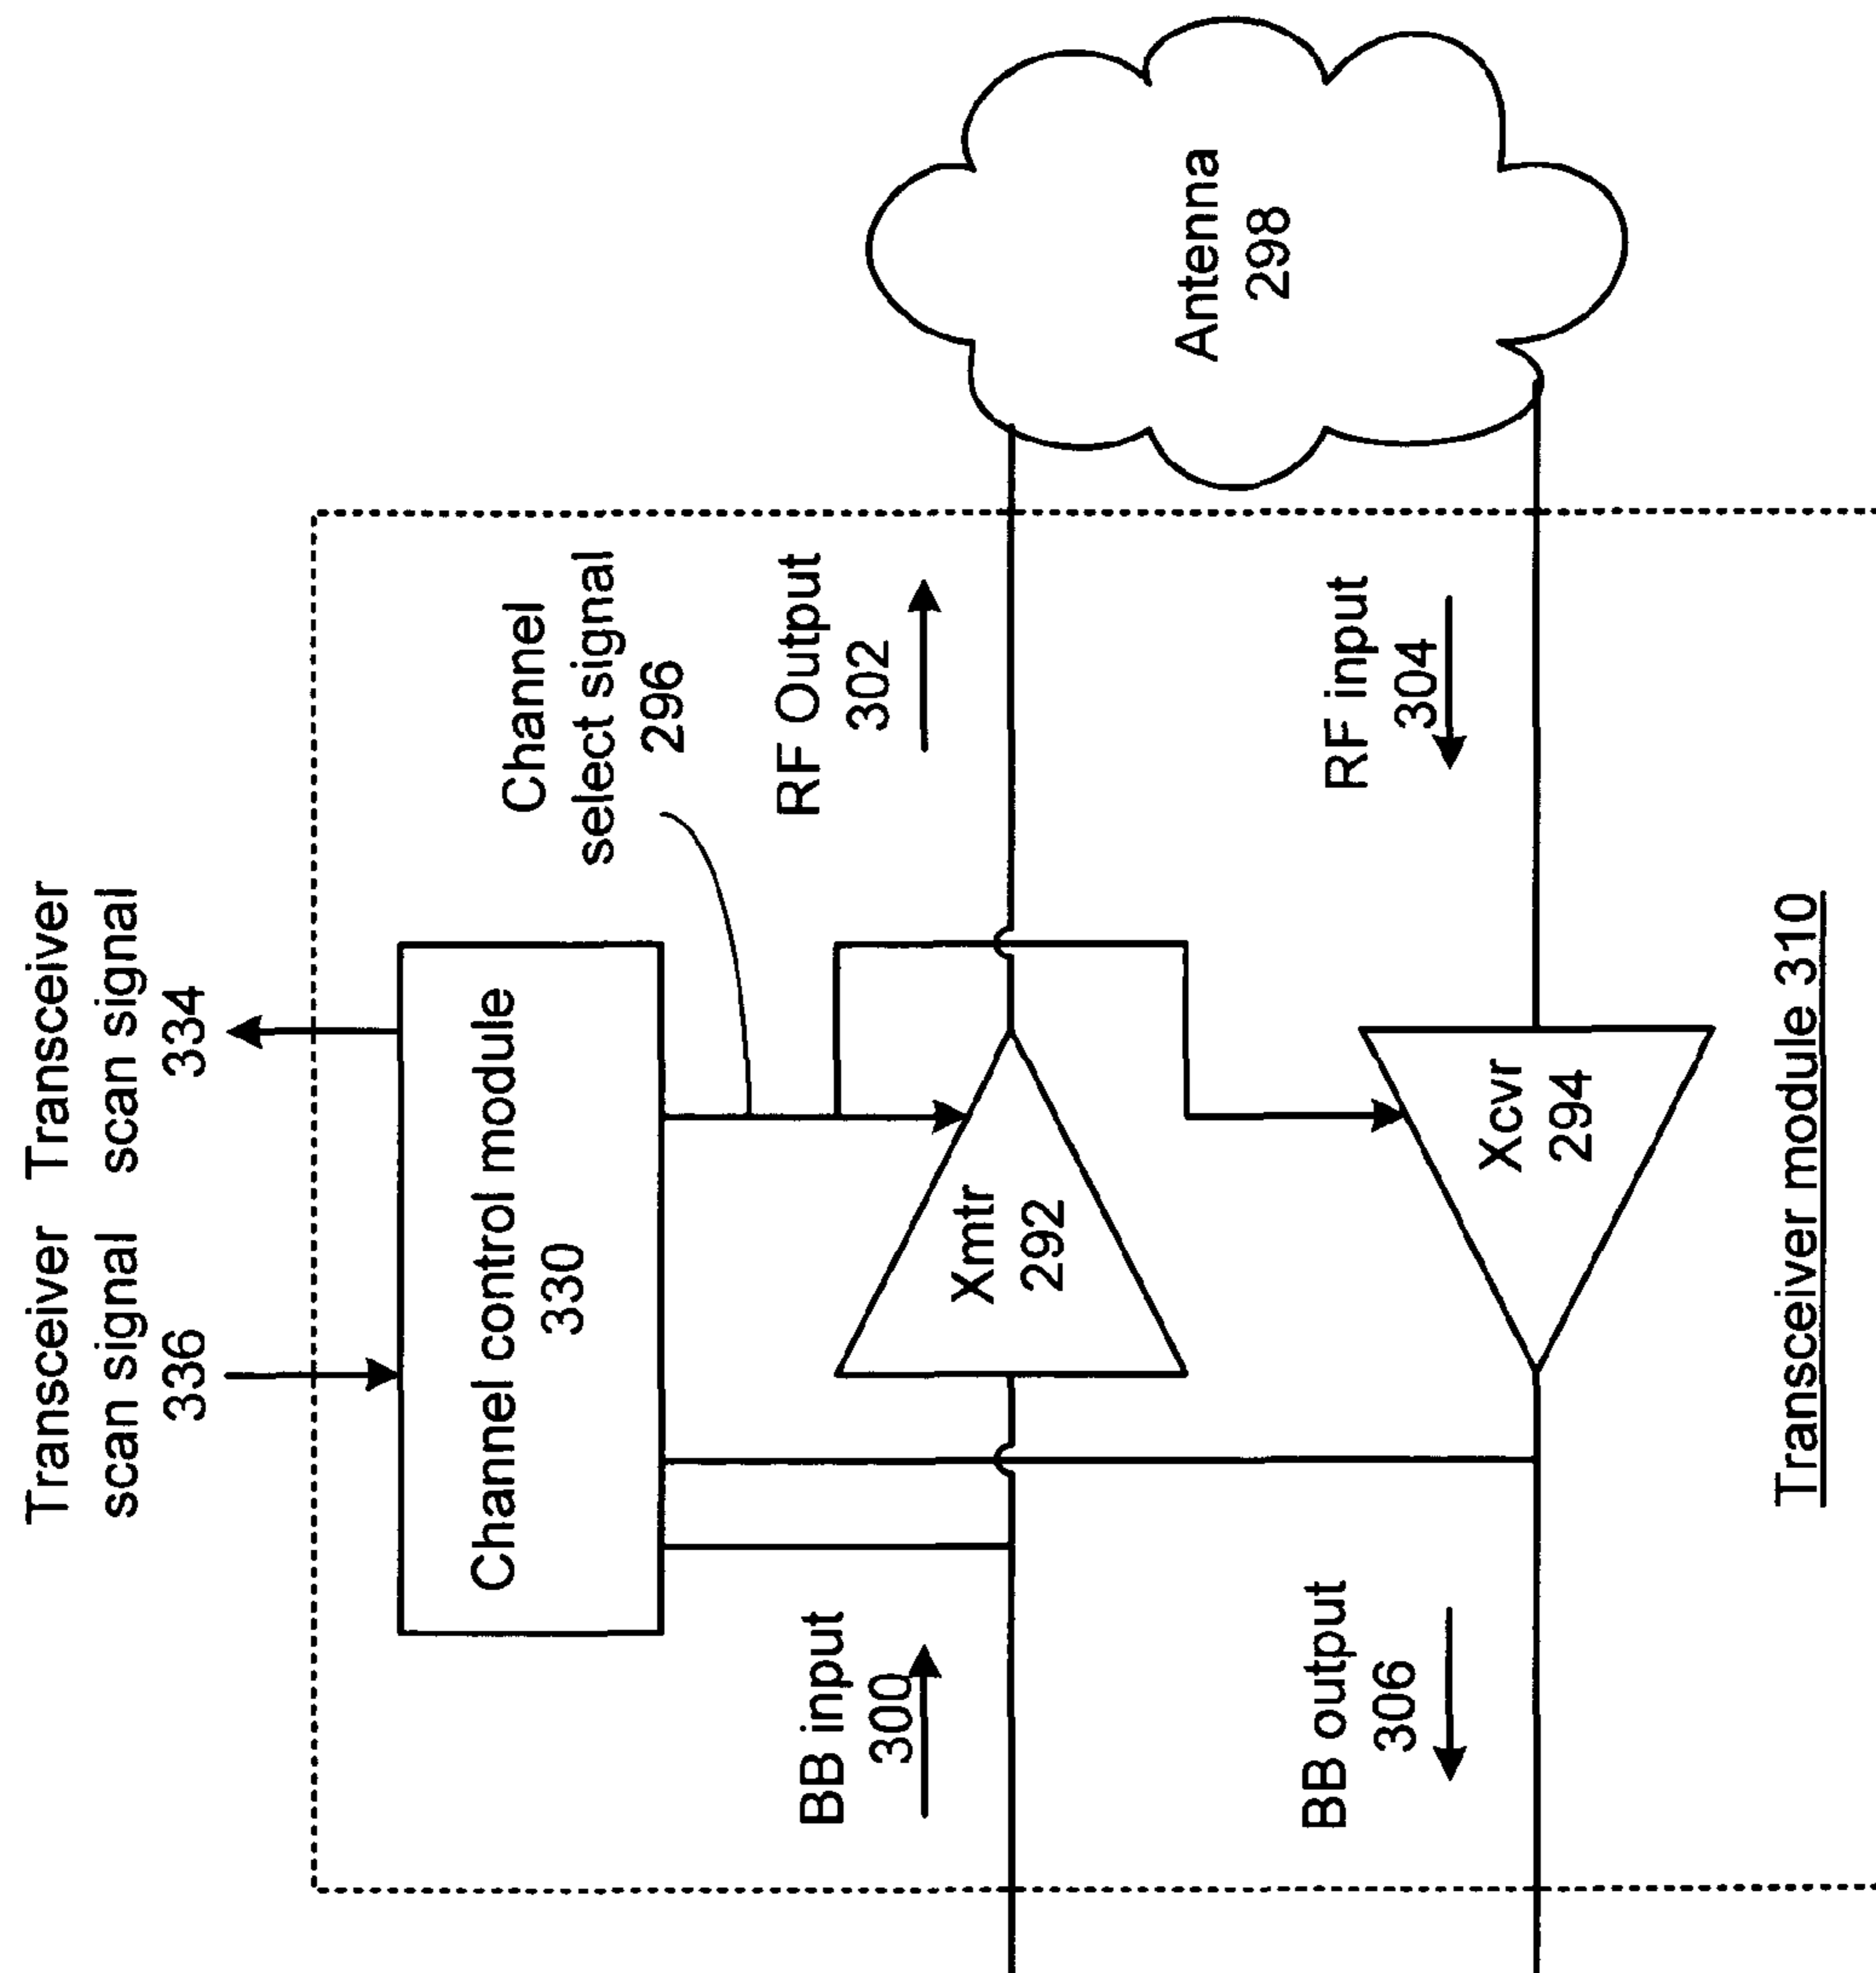 Transceiver
scan signal
336
Transceiver
scan signal
334
Channel control module
330
Channel
select signal
296
BB input
300
Xmtr
292
RF Output
302
Antenna
298
BB output
306
Xcvr
294
RF input
304
Transceiver module 310